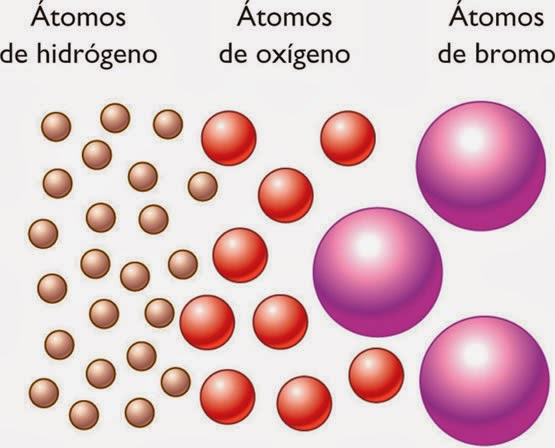 Átomos
de hidrógeno
Átomos
de oxígeno
Átomos
de bromo